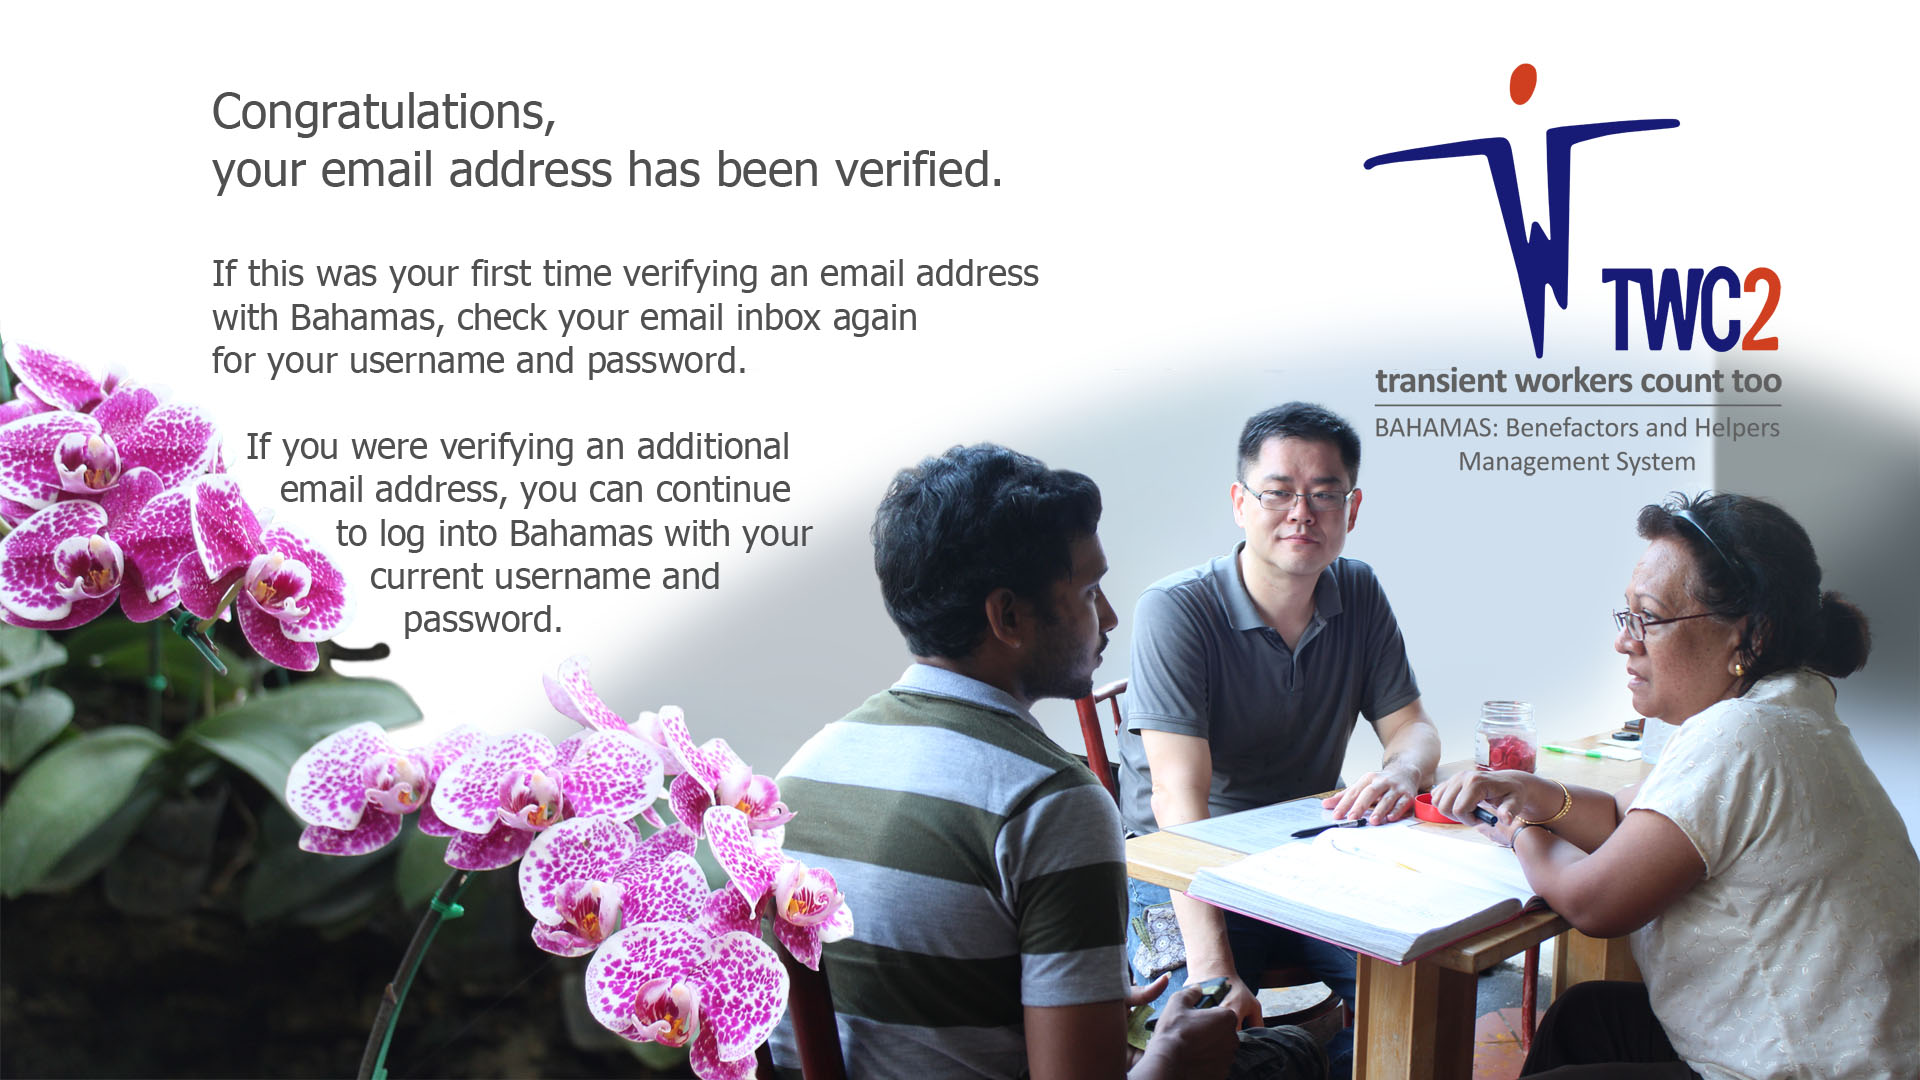 Congratulations,
your email address has been verified.
If this was your first time verifying an email address
with Bahamas, check your email inbox again
for your username and password.
If you were verifying an additional
email address, you can continue
to log into Bahamas with your
current username and
password.
TWC2
transient workers count too
BAHAMAS: Benefactors and Helpers
Management System